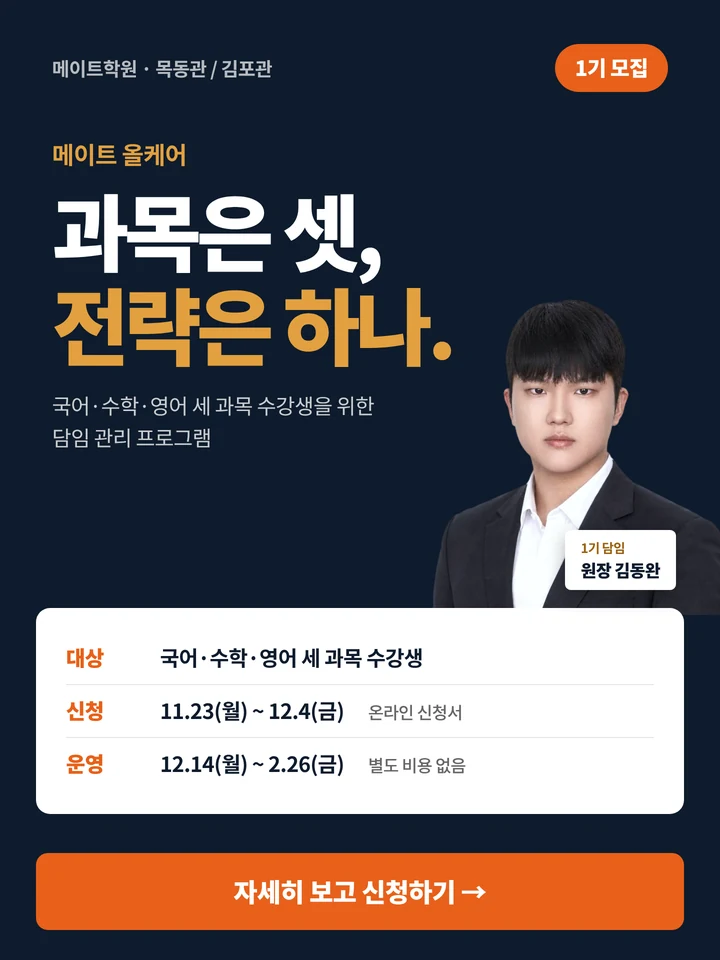 메이트학원 · 목동관 / 김포관
1기 모집
메이트 올케어
과목은 셋,
전략은 하나.
국어·수학·영어 세 과목 수강생을 위한
담임 관리 프로그램
1기 담임
원장 김동완
대상 국어·수학·영어 세 과목 수강생
신청 11.23(월) ~ 12.4(금) 온라인 신청서
운영 12.14(월) ~ 2.26(금) 별도 비용 없음
자세히 보고 신청하기 →